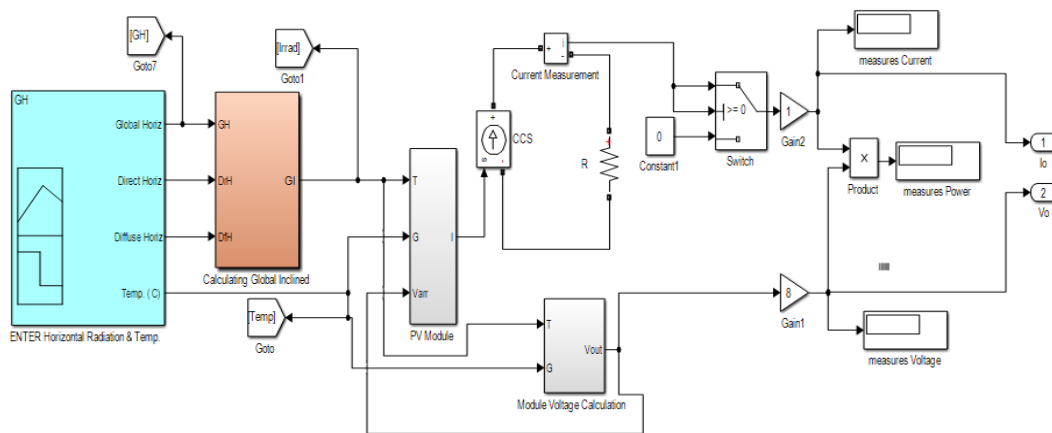 [GH]
Goto7
[Irrad]
Goto1
GH
Global Horiz
Direct Horiz
Diffuse Horiz
Temp. ( C)
ENTER Horizontal Radiation & Temp.
GH
DrH
DfH
GI
Calculating Global Inclined
[Temp]
Goto
T
G
Varr
I
PV Module
+
s
-
CCS
+
i
-
Current Measurement
+
R
0
Constant1
>= 0
Switch
1
Gain2
measures Current
X
Product
measures Power
1
Io
2
Vo
T
G
Vout
Module Voltage Calculation
8
Gain1
measures Voltage